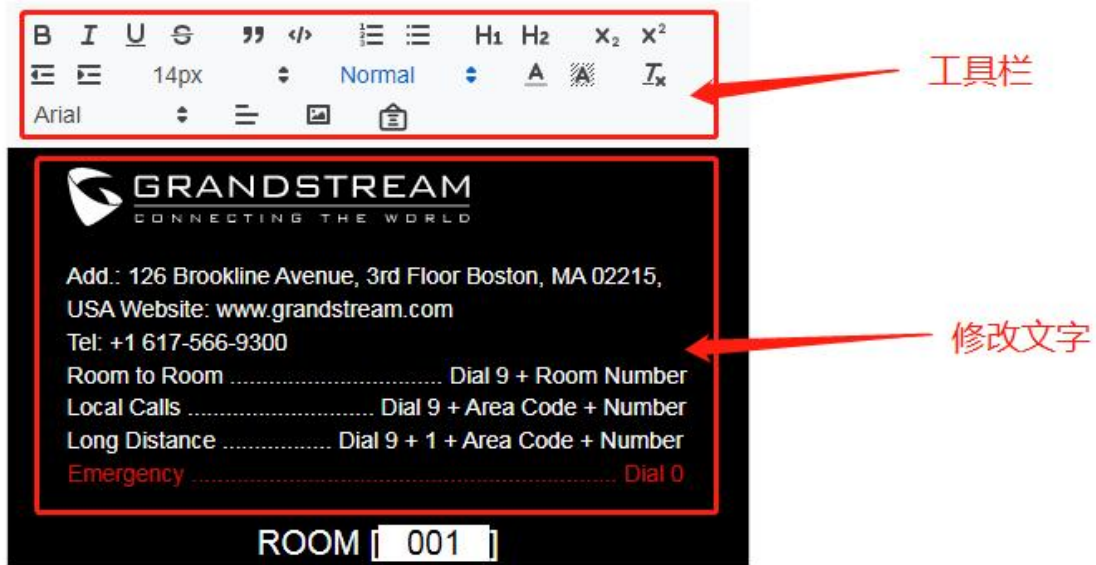 B I U S ❞ </> H1 H2 X₂ X²
14px Normal A A Tx
Arial
工具栏
GRANDSTREAM
CONNECTING THE WORLD
Add.: 126 Brookline Avenue, 3rd Floor Boston, MA 02215,
USA Website: www.grandstream.com
Tel: +1 617-566-9300
修改文字
Room to Room ................................. Dial 9 + Room Number
Local Calls ............................. Dial 9 + Area Code + Number
Long Distance ................. Dial 9 + 1 + Area Code + Number
Emergency .................................................................. Dial 0
ROOM [ 001 ]